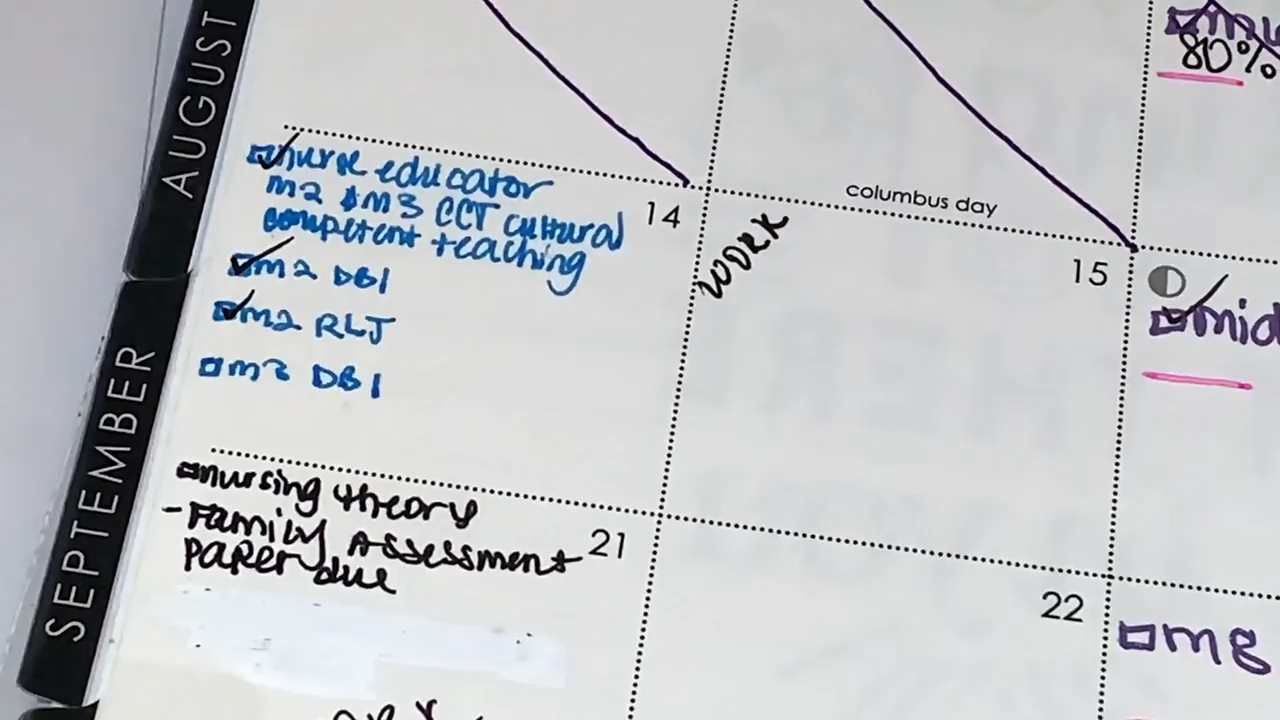 AUGUST
SEPTEMBER
80%
nurse educator
m2 & m3 CCT cultural
competent teaching
m2 DB1
m2 RLJ
m3 DB1
14
columbus day
WORK
15
nursing theory
- Family Assessment
paper due
21
22
m8